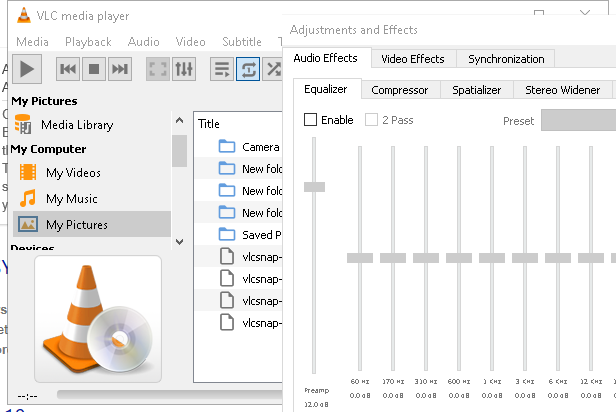 VLC media player
Media Playback Audio Video Subtitle T
My Pictures
Media Library
My Computer
My Videos
My Music
My Pictures
Devices
Title
Camera
New fold
New fold
New fold
Saved P
vlcsnap-
vlcsnap-
vlcsnap-
vlcsnap-
--:--
Adjustments and Effects
Audio Effects Video Effects Synchronization
Equalizer Compressor Spatializer Stereo Widener
Enable 2 Pass Preset
60 Hz 170 Hz 310 Hz 600 Hz 1 KHz 3 KHz 6 KHz 12 KHz
Preamp 0.0 dB 0.0 dB 0.0 dB 0.0 dB 0.0 dB 0.0 dB 0.0 dB 0.0 dB
12.0 dB